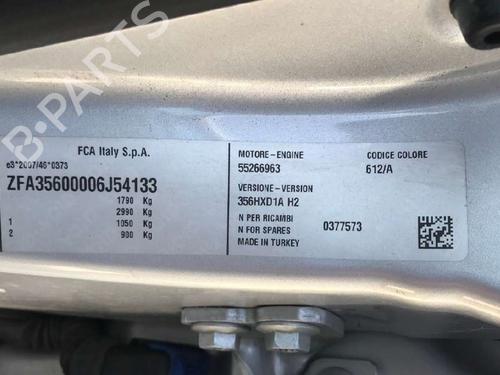 B-PARTS
FCA Italy S.p.A.
e3*2007/46*0373
ZFA35600006J54133
1790 Kg
2990 Kg
1 1050 Kg
2 900 Kg
MOTORE-ENGINE
55266963
VERSIONE-VERSION
356HXD1A H2
N PER RICAMBI
N FOR SPARES 0377573
MADE IN TURKEY
CODICE COLORE
612/A